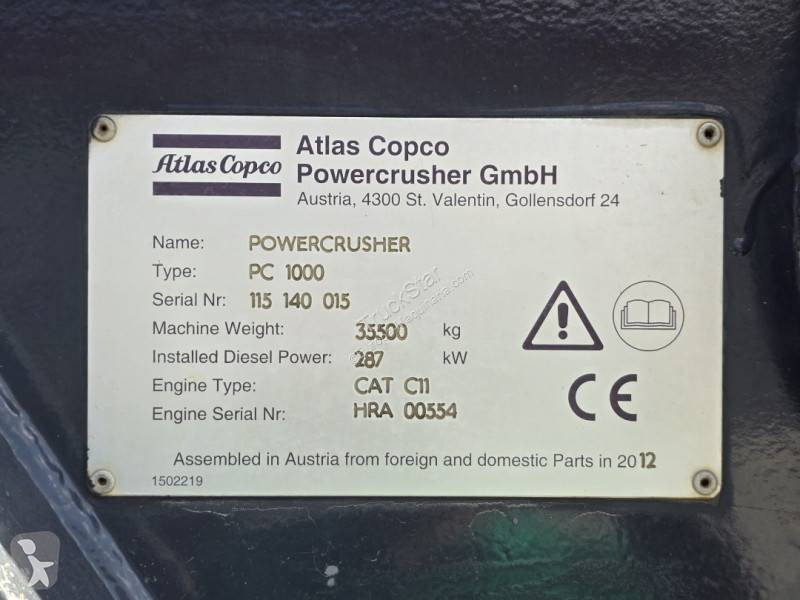 Atlas Copco
Atlas Copco
Powercrusher GmbH
Austria, 4300 St. Valentin, Gollensdorf 24
Name: POWERCRUSHER
Type: PC 1000
Serial Nr: 115 140 015
Machine Weight: 35500 kg
Installed Diesel Power: 287 kW
Engine Type: CAT C11
Engine Serial Nr: HRA 00554
CE
Assembled in Austria from foreign and domestic Parts in 2012
1502219
TruckStar